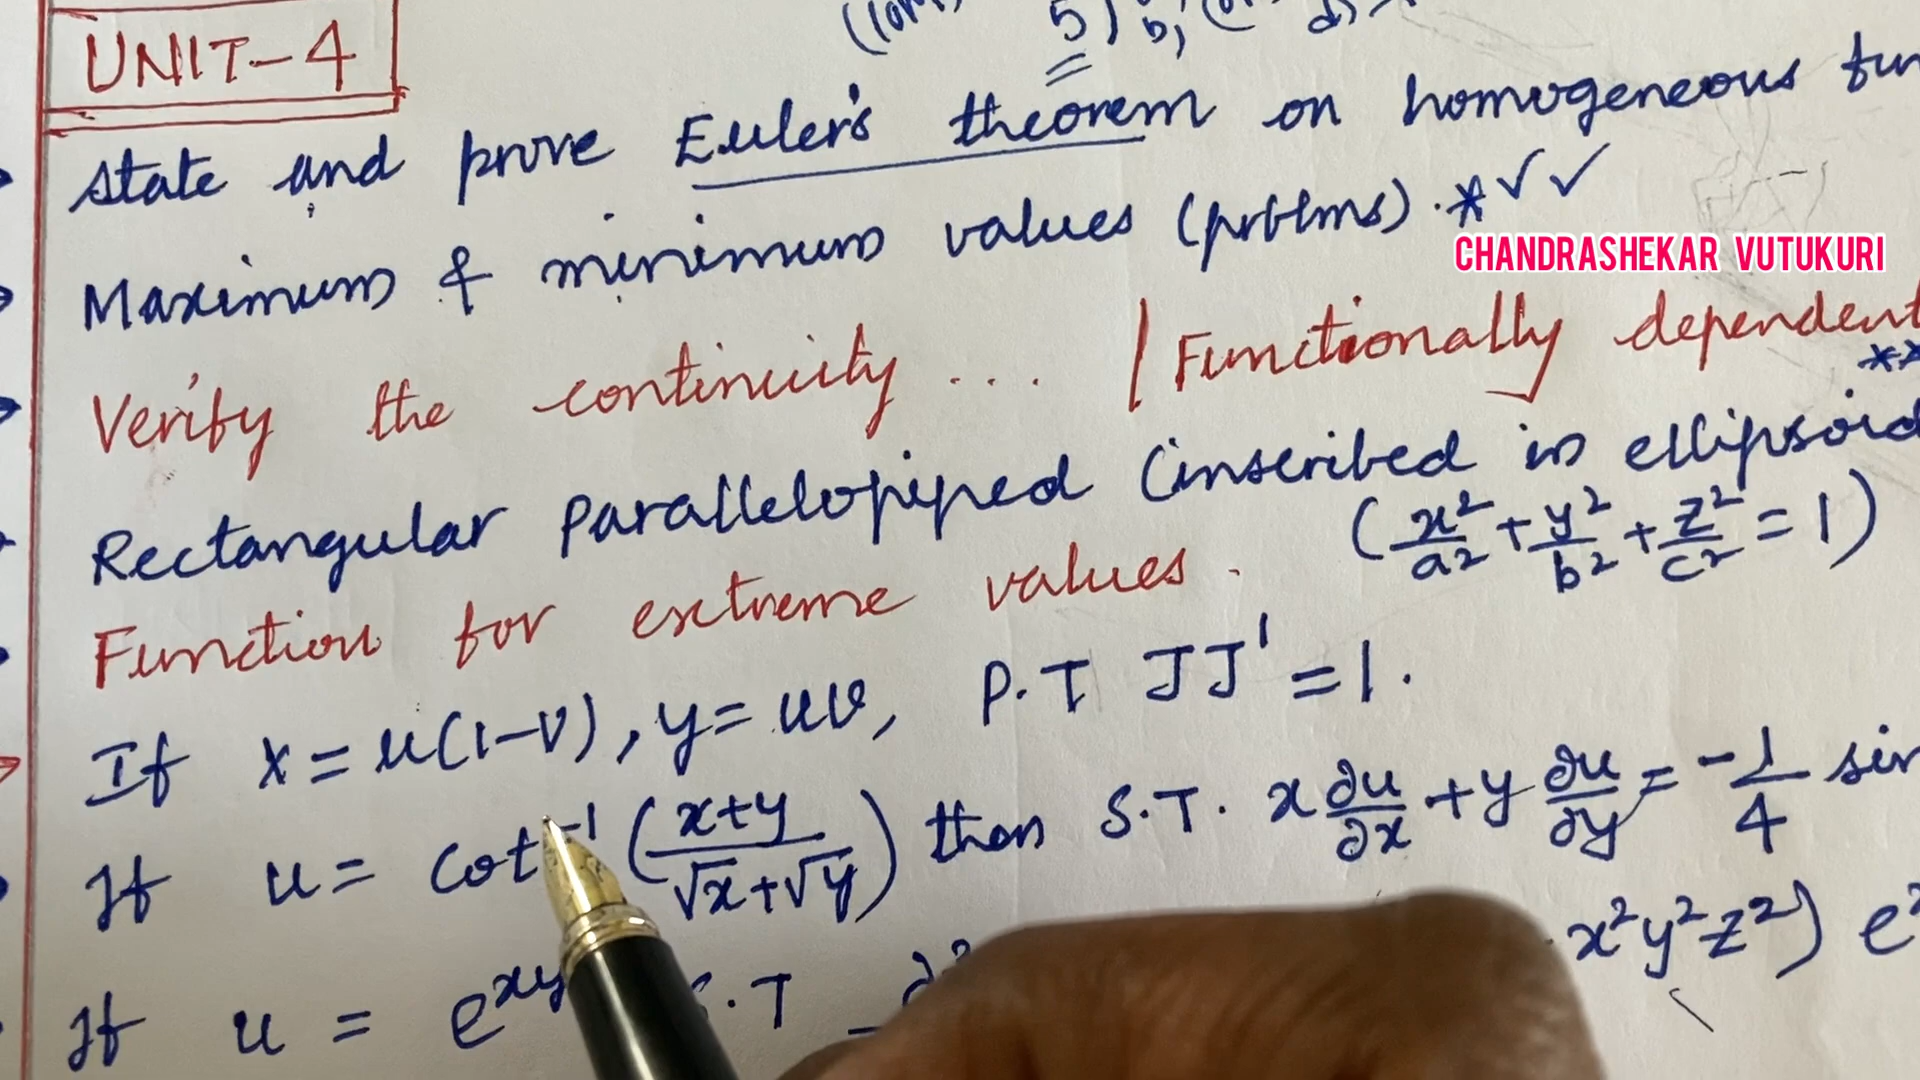 UNIT-4
5)
State and prove Euler's theorem on homogeneous
Maximum & minimum values (problms). *✓✓
CHANDRASHEKAR VUTUKURI
Verify the continuity ... / Functionally dependent
**
Rectangular Parallelopiped (inscribed in ellipsoid
(x²/a² + y²/b² + z²/c² = 1)
Function for extreme values.
If x = u(1-v), y = uv, P.T JJ' = 1.
If u = cot⁻¹ ((x+y)/(√x+√y)) then S.T. x ∂u/∂x + y ∂u/∂y = -1/4 sin
If u = e^xy S.T x²y²z²) e